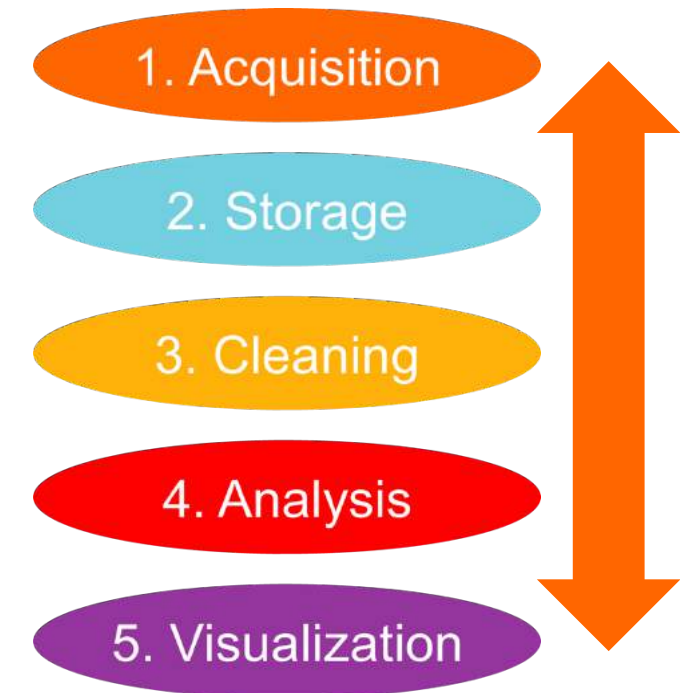 1. Acquisition
2. Storage
3. Cleaning
4. Analysis
5. Visualization